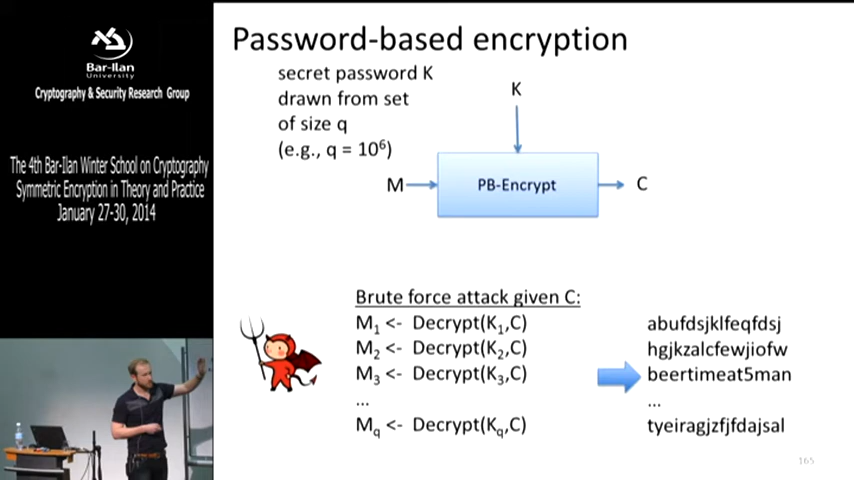 Bar-Ilan
University
Cryptography & Security Research Group
The 4th Bar-Ilan Winter School on Cryptography
Symmetric Encryption in Theory and Practice
January 27-30, 2014
Password-based encryption
secret password K
drawn from set
of size q
(e.g., q = 10⁶)
K
M
PB-Encrypt
C
Brute force attack given C:
M₁ <- Decrypt(K₁,C)
abufdsjklfeqfdsj
M₂ <- Decrypt(K₂,C)
hgjkzalcfewjiofw
M₃ <- Decrypt(K₃,C)
beertimeat5man
...
...
M_q <- Decrypt(K_q,C)
tyeiragjzfjfdajsal
165